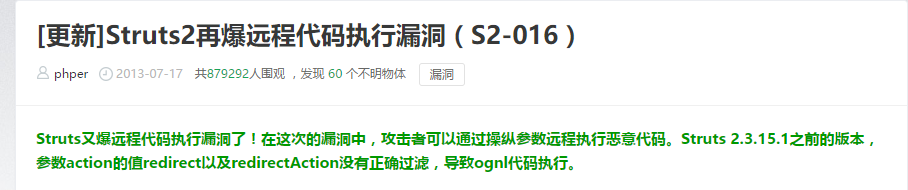 [更新]Struts2再爆远程代码执行漏洞（S2-016）
phper 2013-07-17 共879292人围观 ，发现 60 个不明物体 漏洞
Struts又爆远程代码执行漏洞了！在这次的漏洞中，攻击者可以通过操纵参数远程执行恶意代码。Struts 2.3.15.1之前的版本，
参数action的值redirect以及redirectAction没有正确过滤，导致ognl代码执行。